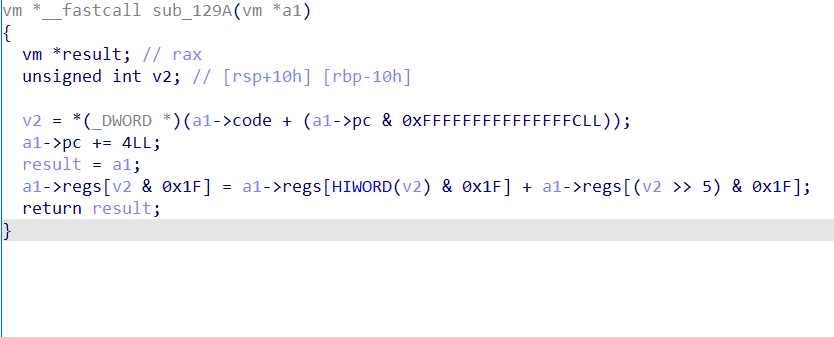 vm *__fastcall sub_129A(vm *a1)
{
  vm *result; // rax
  unsigned int v2; // [rsp+10h] [rbp-10h]

  v2 = *(_DWORD *)(a1->code + (a1->pc & 0xFFFFFFFFFFFFFFFCLL));
  a1->pc += 4LL;
  result = a1;
  a1->regs[v2 & 0x1F] = a1->regs[HIWORD(v2) & 0x1F] + a1->regs[(v2 >> 5) & 0x1F];
  return result;
}